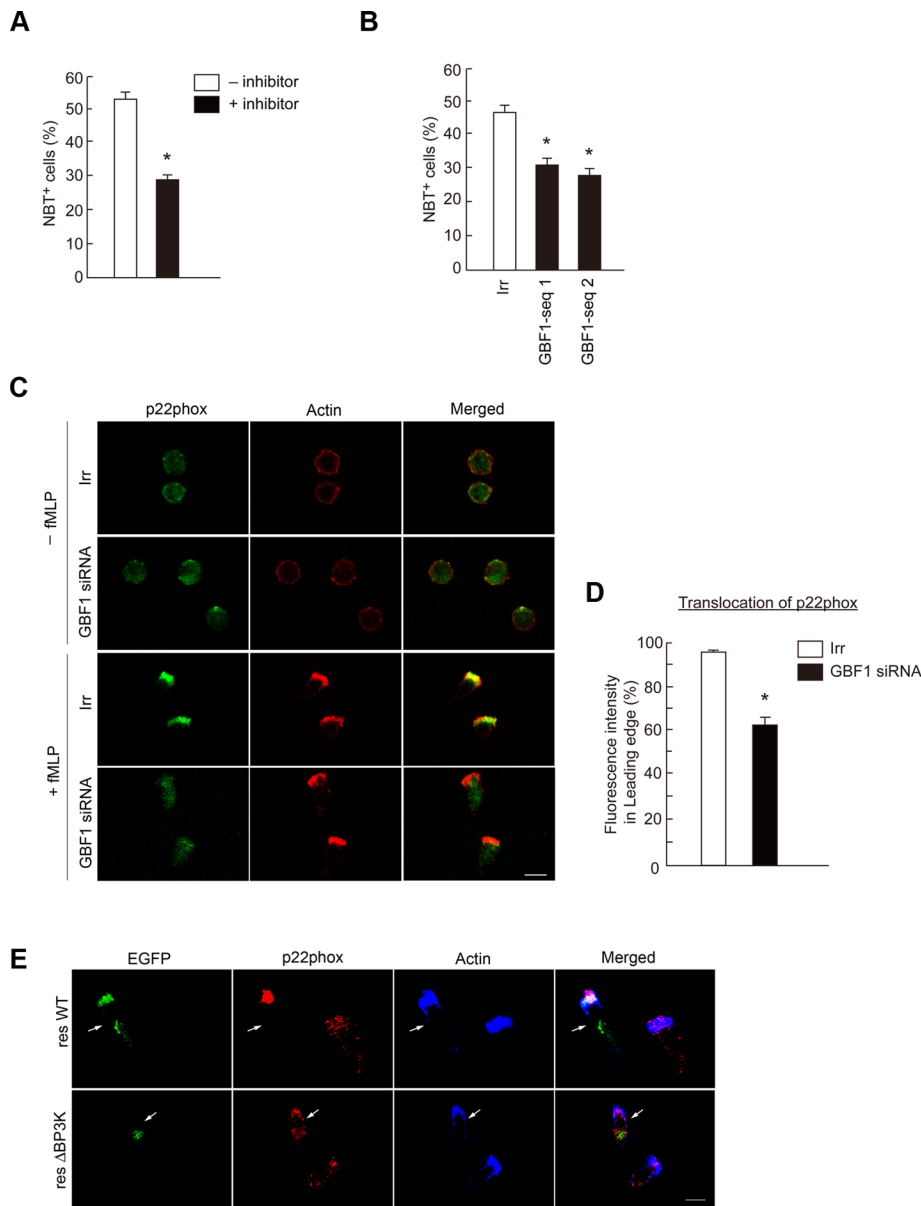 A
60
50
40
30
20
10
0
NBT+ cells (%)
*
– inhibitor
+ inhibitor
B
60
50
40
30
20
10
0
NBT+ cells (%)
*
*
Irr
GBF1-seq 1
GBF1-seq 2
C
p22phox
Actin
Merged
– fMLP
Irr
GBF1 siRNA
+ fMLP
Irr
GBF1 siRNA
D
Translocation of p22phox
100
80
60
40
20
0
Fluorescence intensity
in Leading edge (%)
*
Irr
GBF1 siRNA
E
EGFP
p22phox
Actin
Merged
res WT
res ΔBP3K